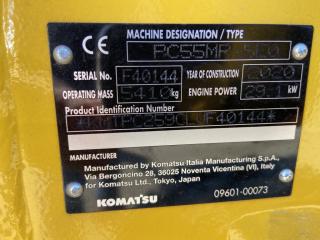 CE MACHINE DESIGNATION / TYPE
PC55MR-5E0
SERIAL No. F40144 YEAR OF CONSTRUCTION 2020
OPERATING MASS 5410 kg ENGINE POWER 29.1 kW
Product Identification Number
Manufactured by Komatsu Italia Manufacturing S.p.A.,
Via Bergoncino 28, 36025 Noventa Vicentina (VI), Italy
for Komatsu Ltd., Tokyo, Japan
KOMATSU 09601-00073